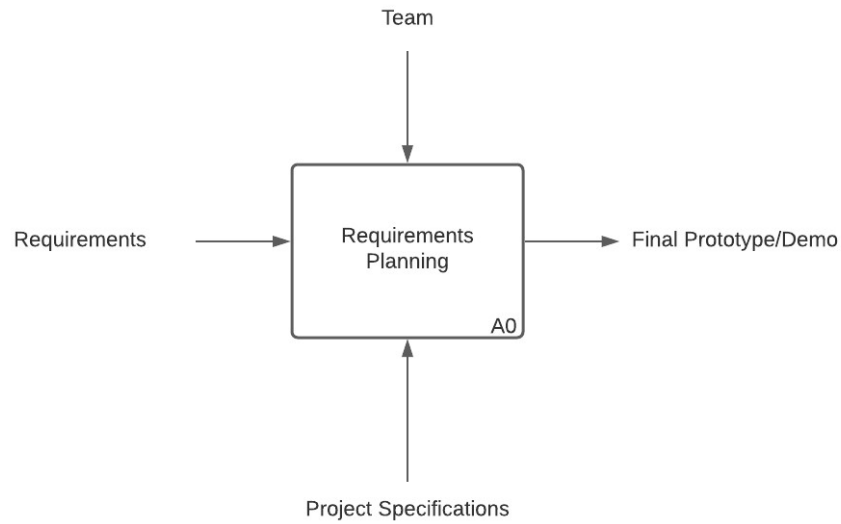 Team
Requirements
Requirements
Planning
Final Prototype/Demo
A0
Project Specifications